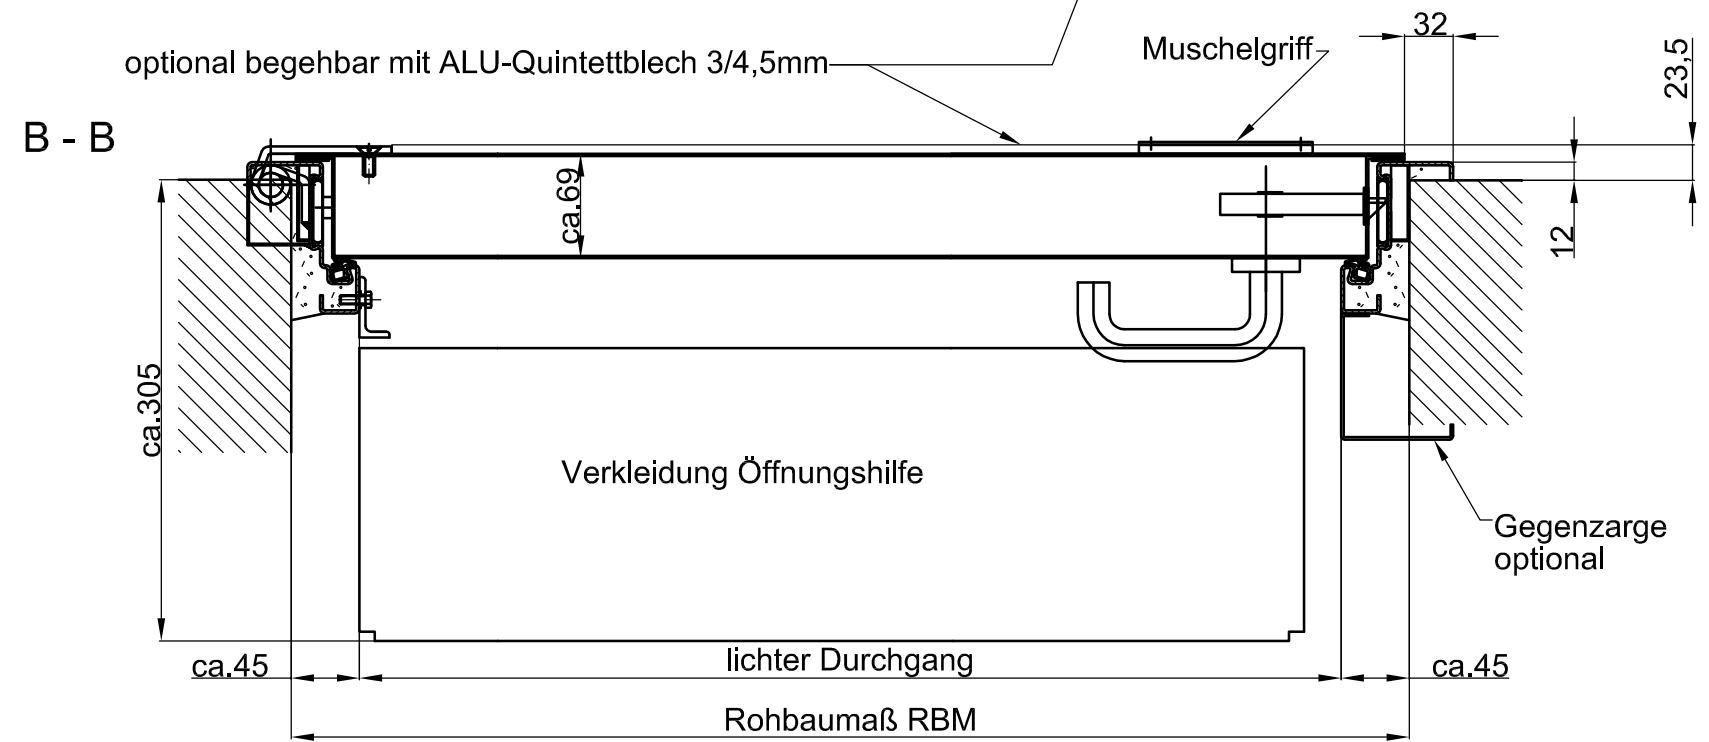 32
optional begehbar mit ALU-Quintettblech 3/4,5mm
Muschelgriff
23,5
B - B
ca.69
12
ca.305
Verkleidung Öffnungshilfe
Gegenzarge
optional
ca.45
lichter Durchgang
ca.45
Rohbaumaß RBM